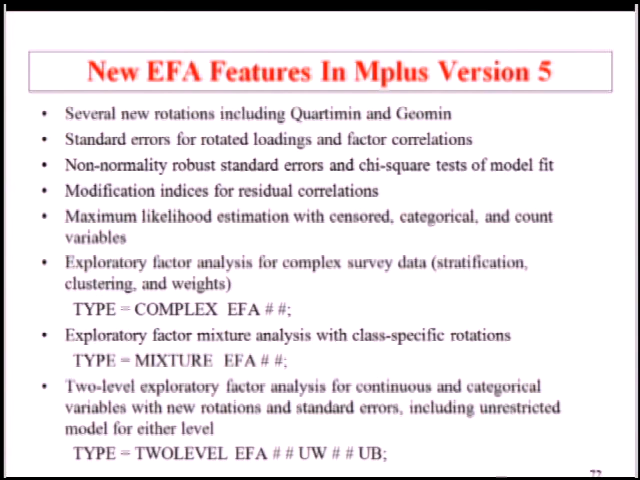 New EFA Features In Mplus Version 5
• Several new rotations including Quartimin and Geomin
• Standard errors for rotated loadings and factor correlations
• Non-normality robust standard errors and chi-square tests of model fit
• Modification indices for residual correlations
• Maximum likelihood estimation with censored, categorical, and count
variables
• Exploratory factor analysis for complex survey data (stratification,
clustering, and weights)
TYPE = COMPLEX EFA # #;
• Exploratory factor mixture analysis with class-specific rotations
TYPE = MIXTURE EFA # #;
• Two-level exploratory factor analysis for continuous and categorical
variables with new rotations and standard errors, including unrestricted
model for either level
TYPE = TWOLEVEL EFA # # UW # # UB;